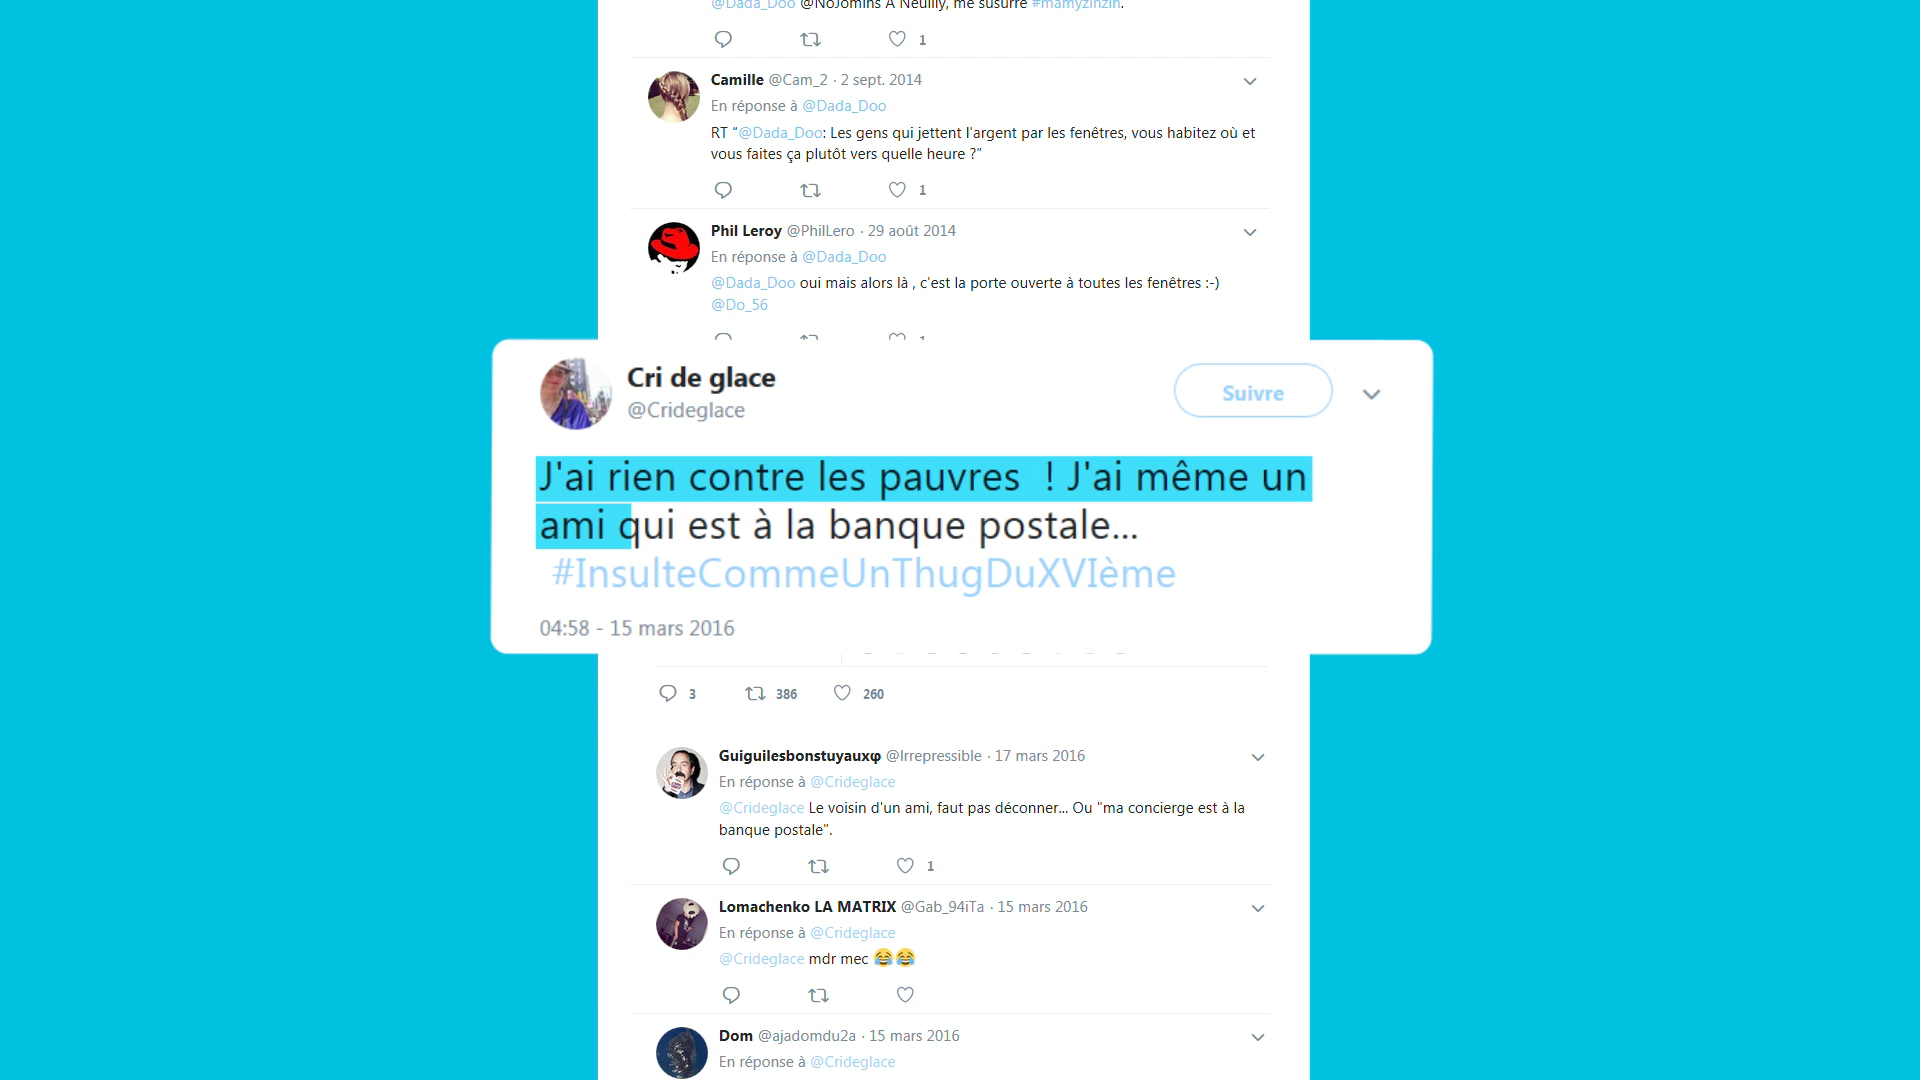 @Dada_Doo @NoJomins A Neuilly, me susurre #mamyzinzin.
1
Camille @Cam_2 · 2 sept. 2014
En réponse à @Dada_Doo
RT “@Dada_Doo: Les gens qui jettent l'argent par les fenêtres, vous habitez où et
vous faites ça plutôt vers quelle heure ?”
1
Phil Leroy @PhilLero · 29 août 2014
En réponse à @Dada_Doo
@Dada_Doo oui mais alors là , c'est la porte ouverte à toutes les fenêtres :-)
@Do_56
1
Cri de glace
@Crideglace
Suivre
J'ai rien contre les pauvres  ! J'ai même un
ami qui est à la banque postale...
#InsulteCommeUnThugDuXVIème
04:58 - 15 mars 2016
3 386 260
Guiguilesbonstuyauxφ @Irrepressible · 17 mars 2016
En réponse à @Crideglace
@Crideglace Le voisin d'un ami, faut pas déconner... Ou "ma concierge est à la
banque postale".
1
Lomachenko LA MATRIX @Gab_94iTa · 15 mars 2016
En réponse à @Crideglace
@Crideglace mdr mec 😂😂
Dom @ajadomdu2a · 15 mars 2016
En réponse à @Crideglace